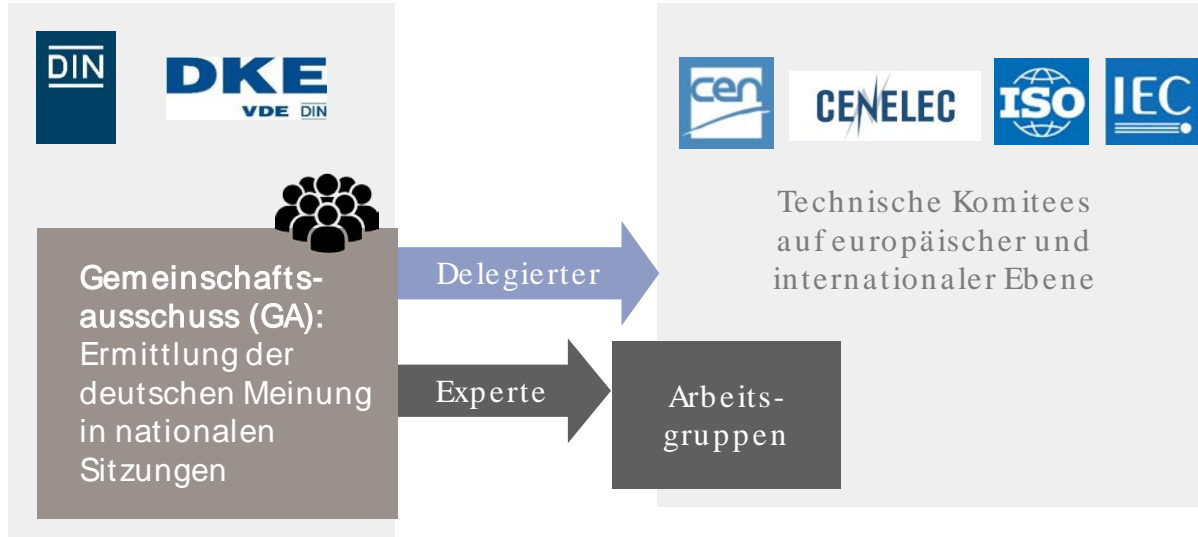 DIN
DKE
VDE DIN
cen
CENELEC
ISO
IEC
Technische Komitees
auf europäischer und
internationaler Ebene
Gemeinschafts-
ausschuss (GA):
Ermittlung der
deutschen Meinung
in nationalen
Sitzungen
Delegierter
Experte
Arbeits-
gruppen